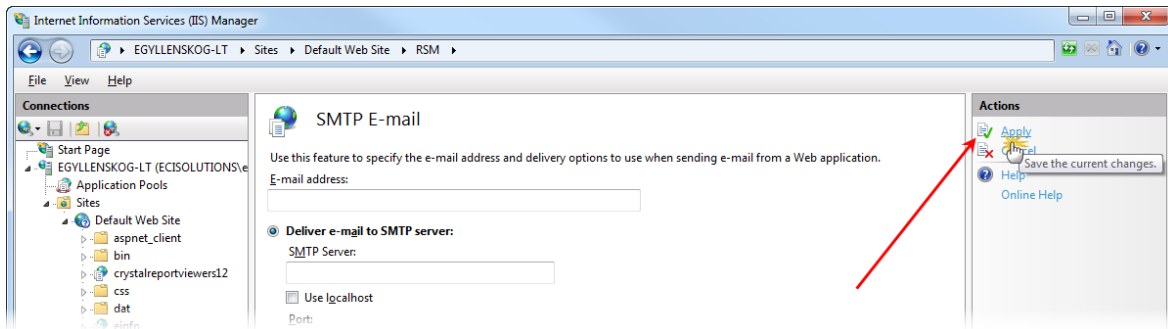 Internet Information Services (IIS) Manager
EGYLLENSKOG-LT Sites Default Web Site RSM
File View Help
Connections
Start Page
EGYLLENSKOG-LT (ECISOLUTIONS\e
Application Pools
Sites
Default Web Site
aspnet_client
bin
crystalreportviewers12
css
dat
einfo
SMTP E-mail
Use this feature to specify the e-mail address and delivery options to use when sending e-mail from a Web application.
E-mail address:
Deliver e-mail to SMTP server:
SMTP Server:
Use localhost
Port:
Actions
Apply
Cancel
Save the current changes.
Help
Online Help